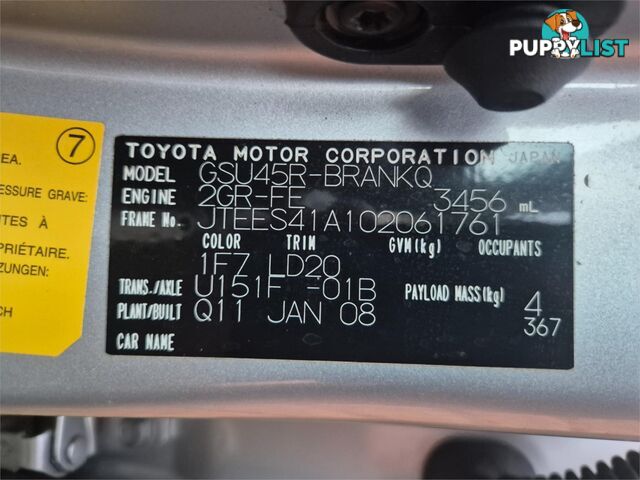 PUPPYLIST
7
EA.
ESSURE GRAVE:
UTES À
PRIÉTAIRE.
ZUNGEN:
CH
TOYOTA MOTOR CORPORATION JAPAN
MODEL GSU45R-BRANKQ
ENGINE 2GR-FE 3456 mL
FRAME No. JTEES41A102061761
COLOR TRIM GVM(kg) OCCUPANTS
1F7 LD20
TRANS./AXLE U151F -01B PAYLOAD MASS(kg) 4
PLANT/BUILT Q11 JAN 08 367
CAR NAME